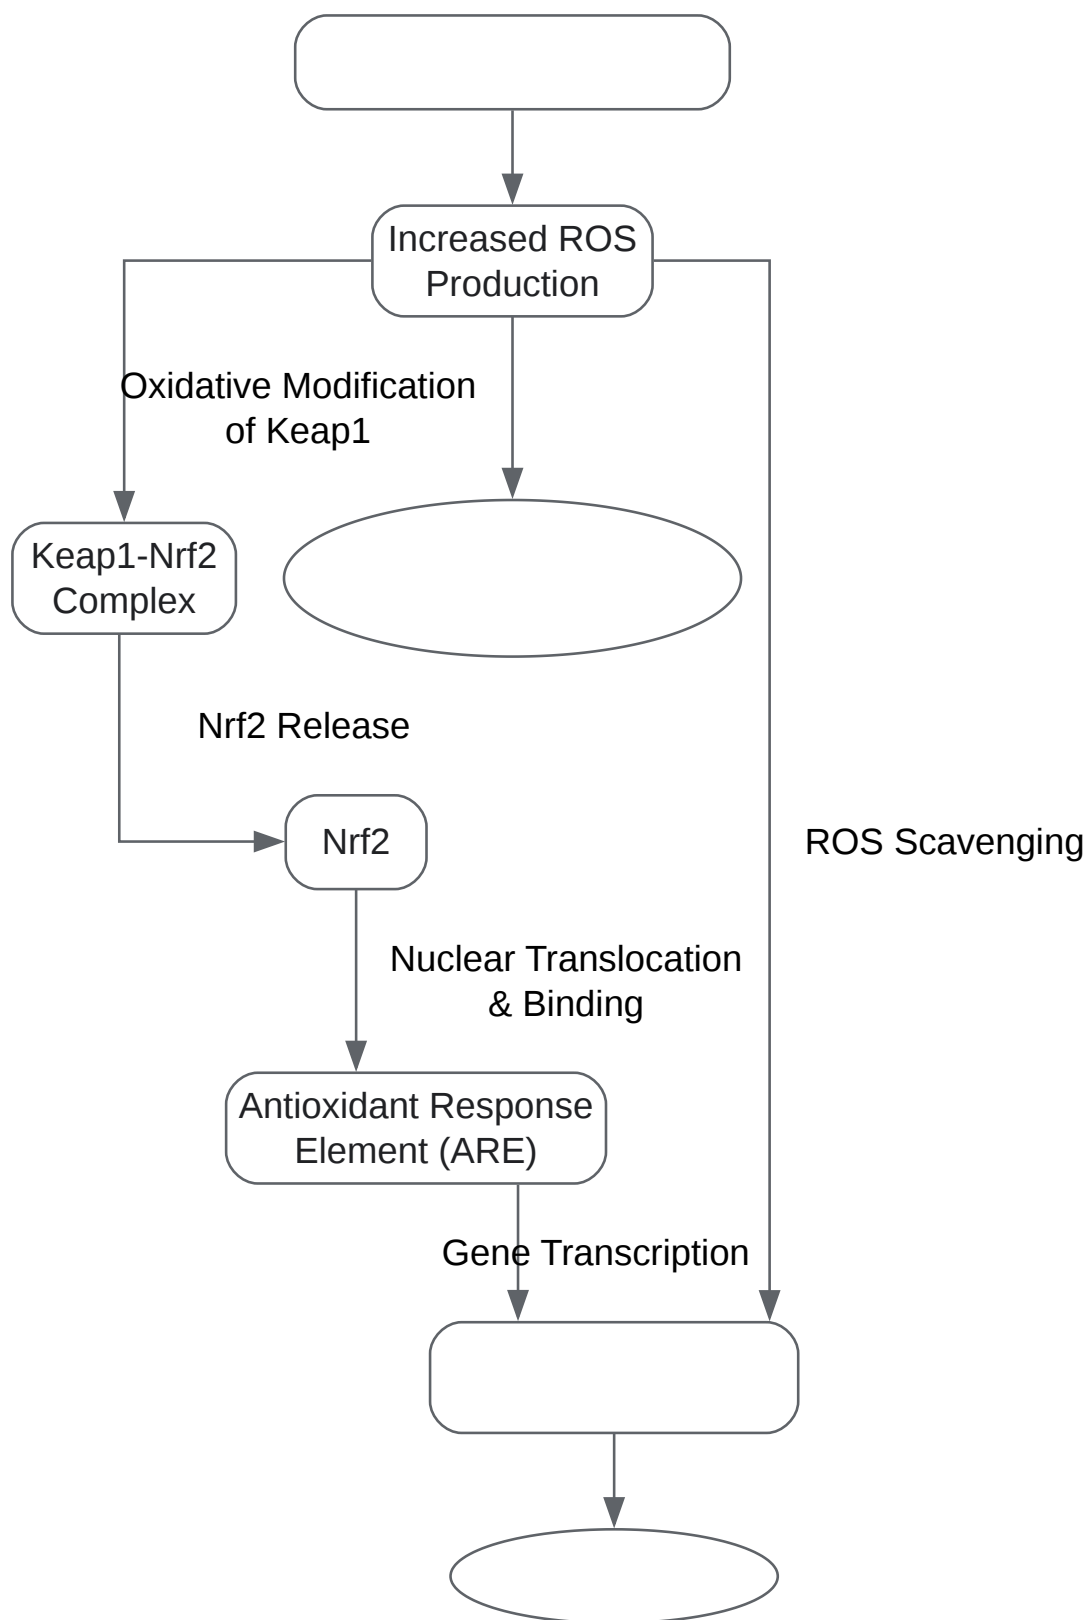 Increased ROS
Production
Oxidative Modification
of Keap1
Keap1-Nrf2
Complex
Nrf2 Release
Nrf2
ROS Scavenging
Nuclear Translocation
& Binding
Antioxidant Response
Element (ARE)
Gene Transcription